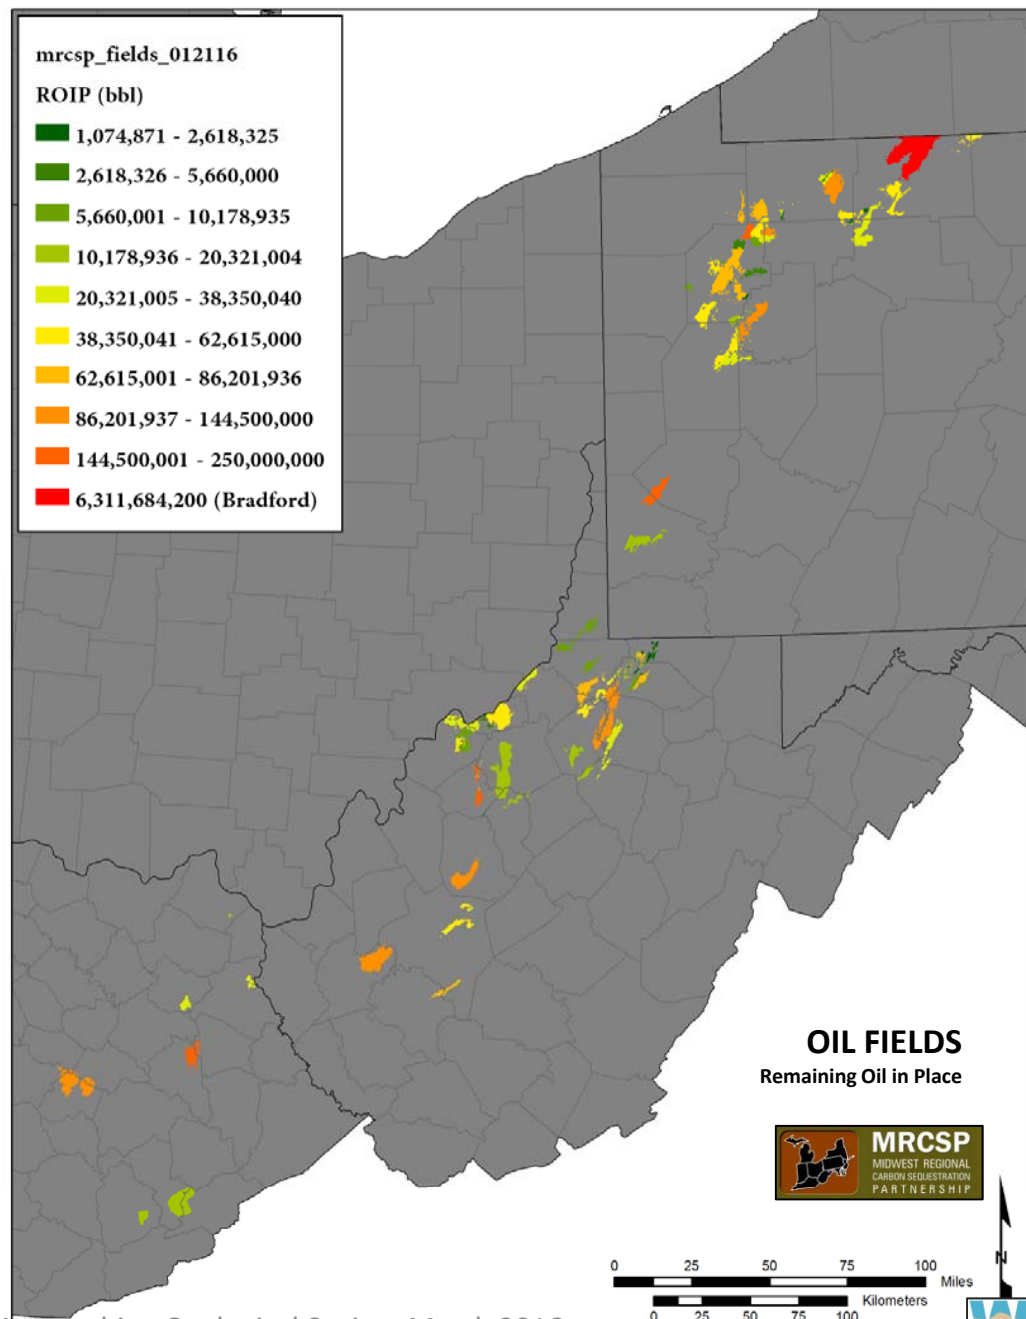 mrcsp_fields_012116
ROIP (bbl)
1,074,871 - 2,618,325
2,618,326 - 5,660,000
5,660,001 - 10,178,935
10,178,936 - 20,321,004
20,321,005 - 38,350,040
38,350,041 - 62,615,000
62,615,001 - 86,201,936
86,201,937 - 144,500,000
144,500,001 - 250,000,000
6,311,684,200 (Bradford)
OIL FIELDS
Remaining Oil in Place
MRCSP
MIDWEST REGIONAL
CARBON SEQUESTRATION
PARTNERSHIP
N
0 25 50 75 100
Miles
Kilometers
0 25 50 75 100